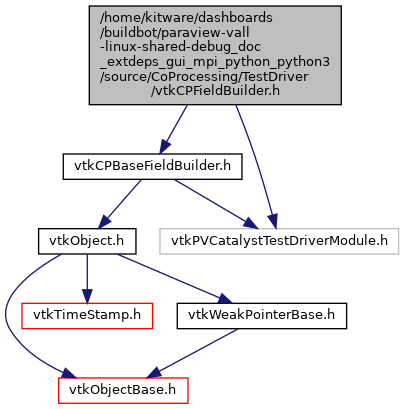 /home/kitware/dashboards
/buildbot/paraview-vall
-linux-shared-debug_doc
_extdeps_gui_mpi_python_python3
/source/CoProcessing/TestDriver
/vtkCPFieldBuilder.h
vtkCPBaseFieldBuilder.h
vtkObject.h
vtkPVCatalystTestDriverModule.h
vtkTimeStamp.h
vtkWeakPointerBase.h
vtkObjectBase.h